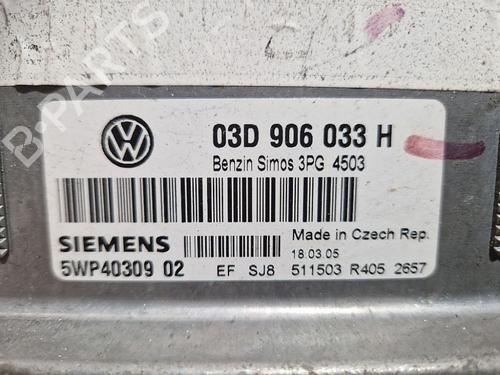 B-PARTS
03D 906 033 H
Benzin Simos 3PG 4503
SIEMENS
Made in Czech Rep.
18.03.05
5WP40309 02
EF SJ8
511503 R405 2657